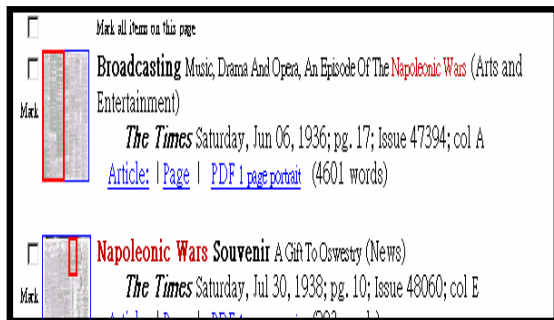 Mark all items on this page
Broadcasting Music, Drama And Opera, An Episode Of The Napoleonic Wars (Arts and
Mark Entertainment)
The Times Saturday, Jun 06, 1936; pg. 17; Issue 47394; col A
Article: | Page | PDF 1 page portrait (4601 words)
Napoleonic Wars Souvenir A Gift To Oswestry (News)
Mark The Times Saturday, Jul 30, 1938; pg. 10; Issue 48060; col E